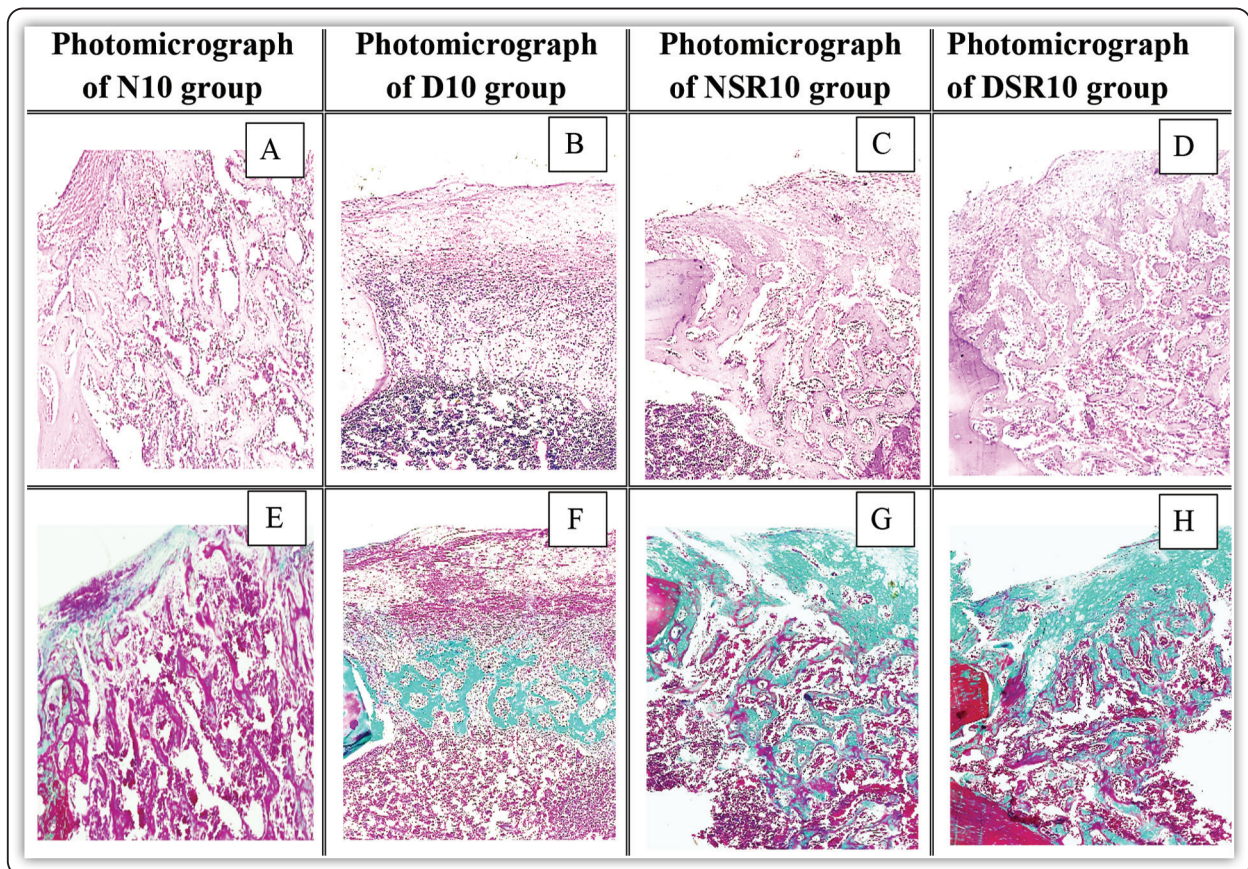 Photomicrograph
of N10 group
Photomicrograph
of D10 group
Photomicrograph
of NSR10 group
Photomicrograph
of DSR10 group
A
B
C
D
E
F
G
H